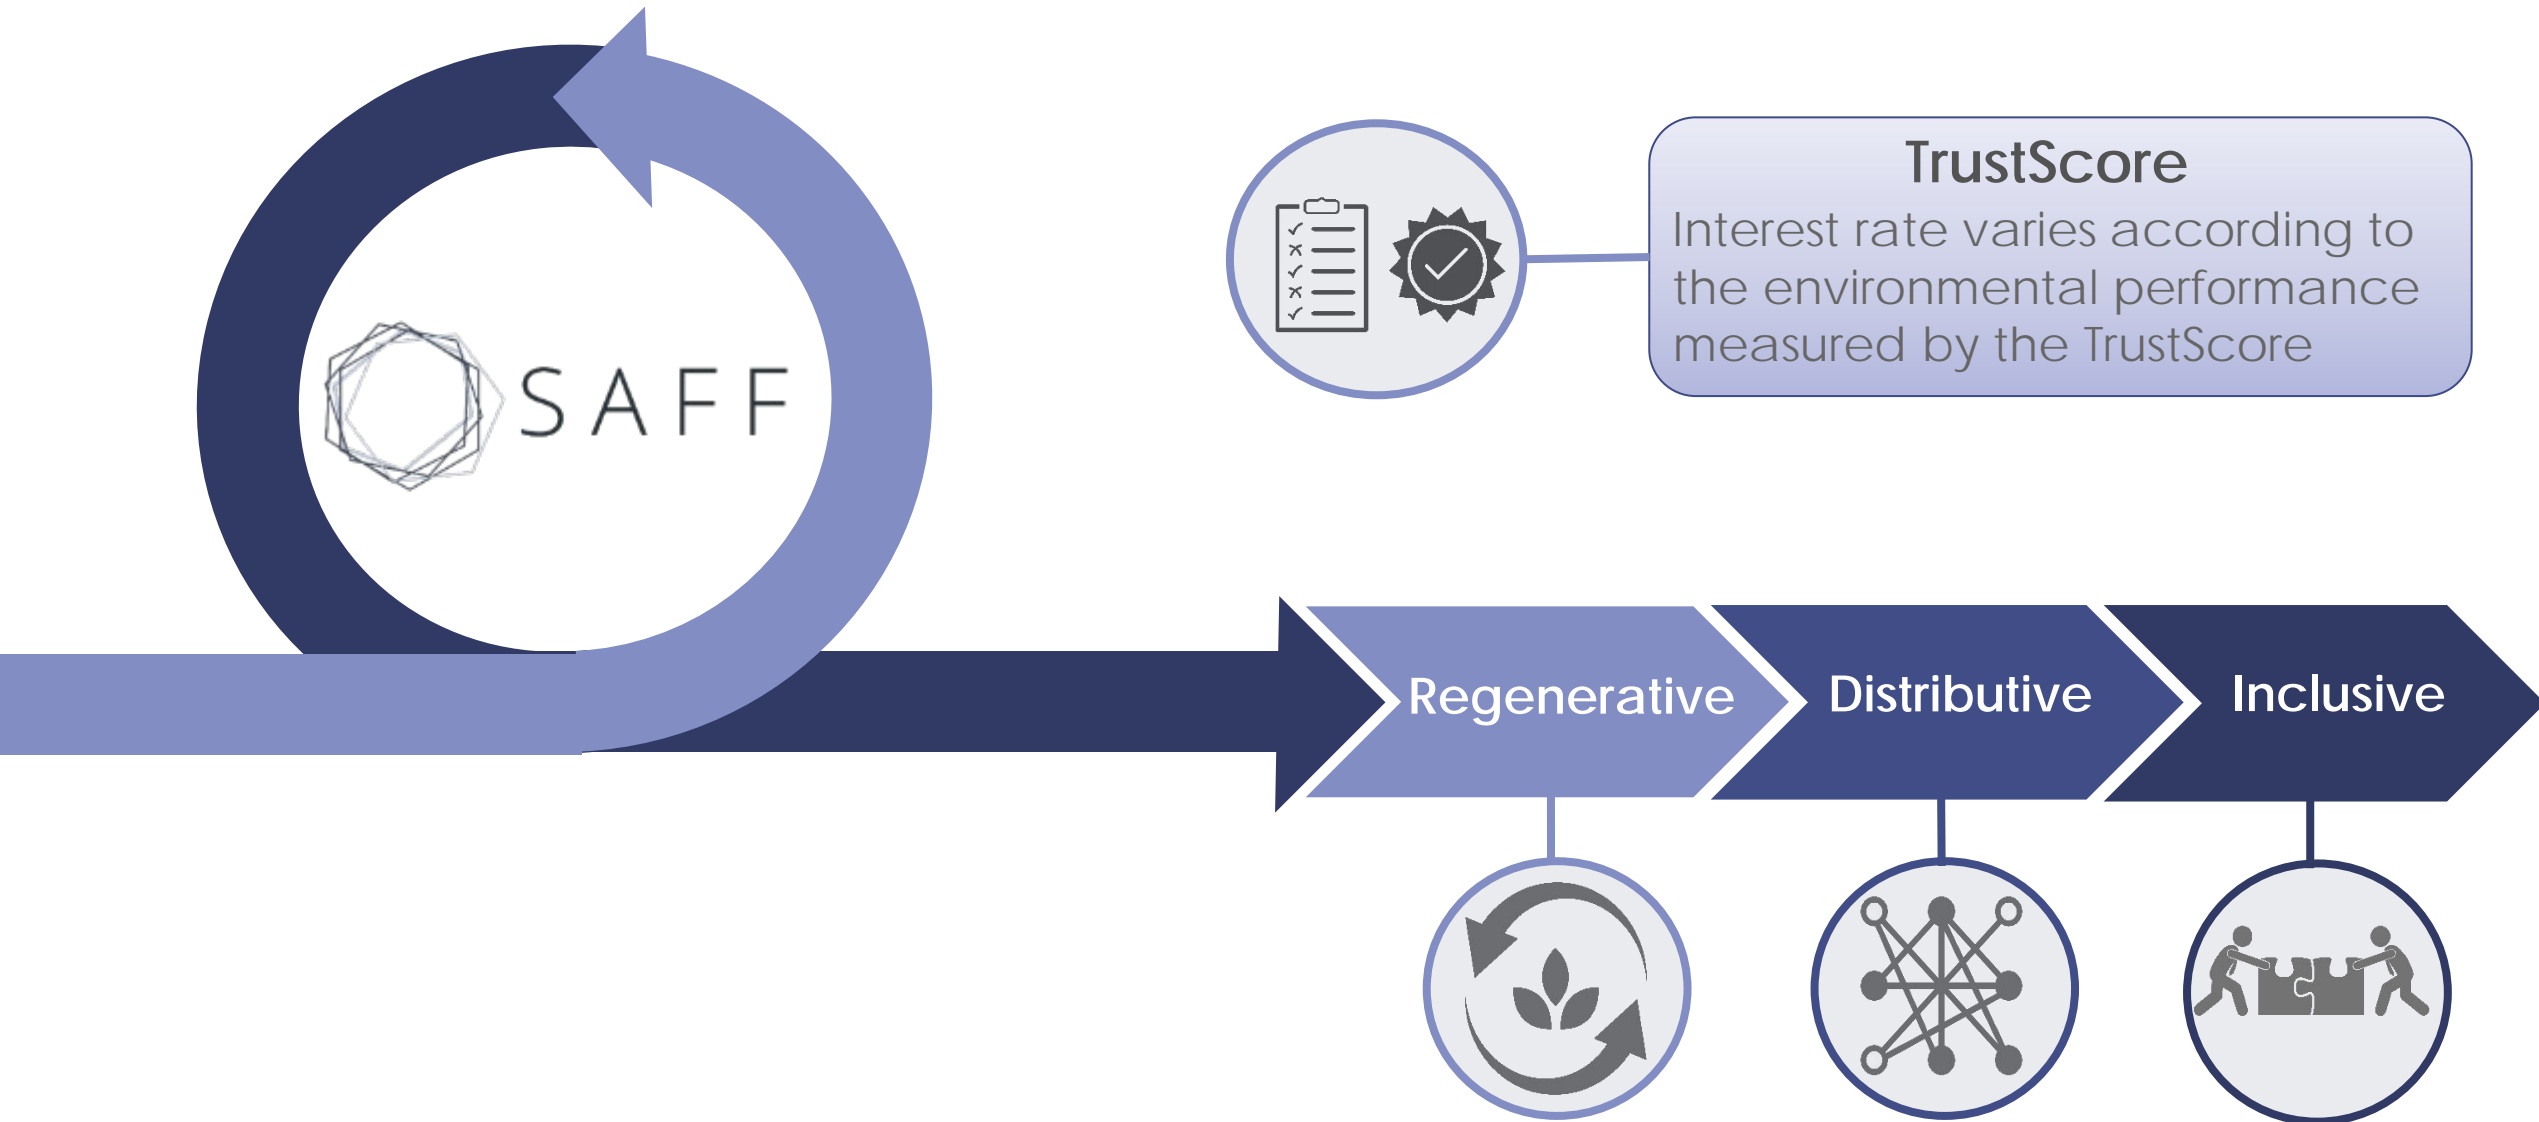 SAFF
TrustScore
Interest rate varies according to
the environmental performance
measured by the TrustScore
Regenerative
Distributive
Inclusive